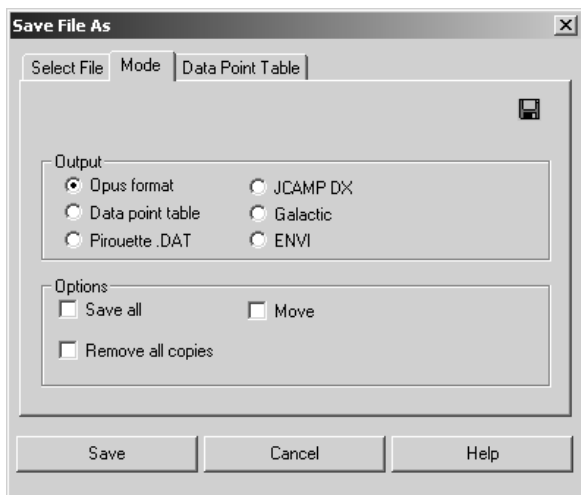 Save File As
Select File Mode Data Point Table
Output
Opus format JCAMP DX
Data point table Galactic
Pirouette .DAT ENVI
Options
Save all Move
Remove all copies
Save Cancel Help